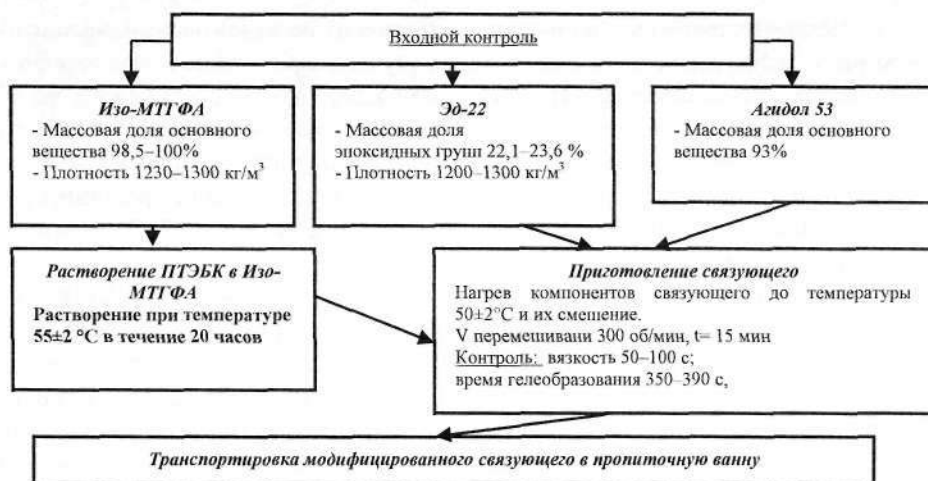 Входной контроль
Изо-МТГФА
- Массовая доля основного
вещества 98,5–100%
- Плотность 1230–1300 кг/м³
Эд-22
- Массовая доля
эпоксидных групп 22,1–23,6 %
- Плотность 1200–1300 кг/м³
Агидол 53
- Массовая доля основного
вещества 93%
Растворение ПТЭБК в Изо-
МТГФА
Растворение при температуре
55±2 °С в течение 20 часов
Приготовление связующего
Нагрев компонентов связующего до температуры
50±2°С и их смешение.
V перемешивани 300 об/мин, t= 15 мин
Контроль: вязкость 50–100 с;
время гелеобразования 350–390 с,
Транспортировка модифицированного связующего в пропиточную ванну